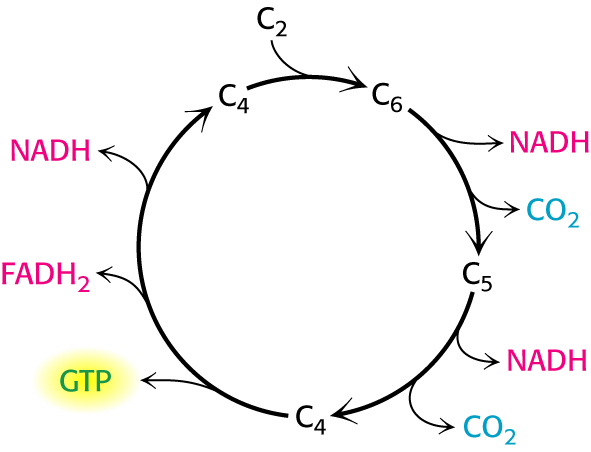 C₂
C₄
C₆
NADH
NADH
CO₂
FADH₂
C₅
NADH
GTP
C₄
CO₂